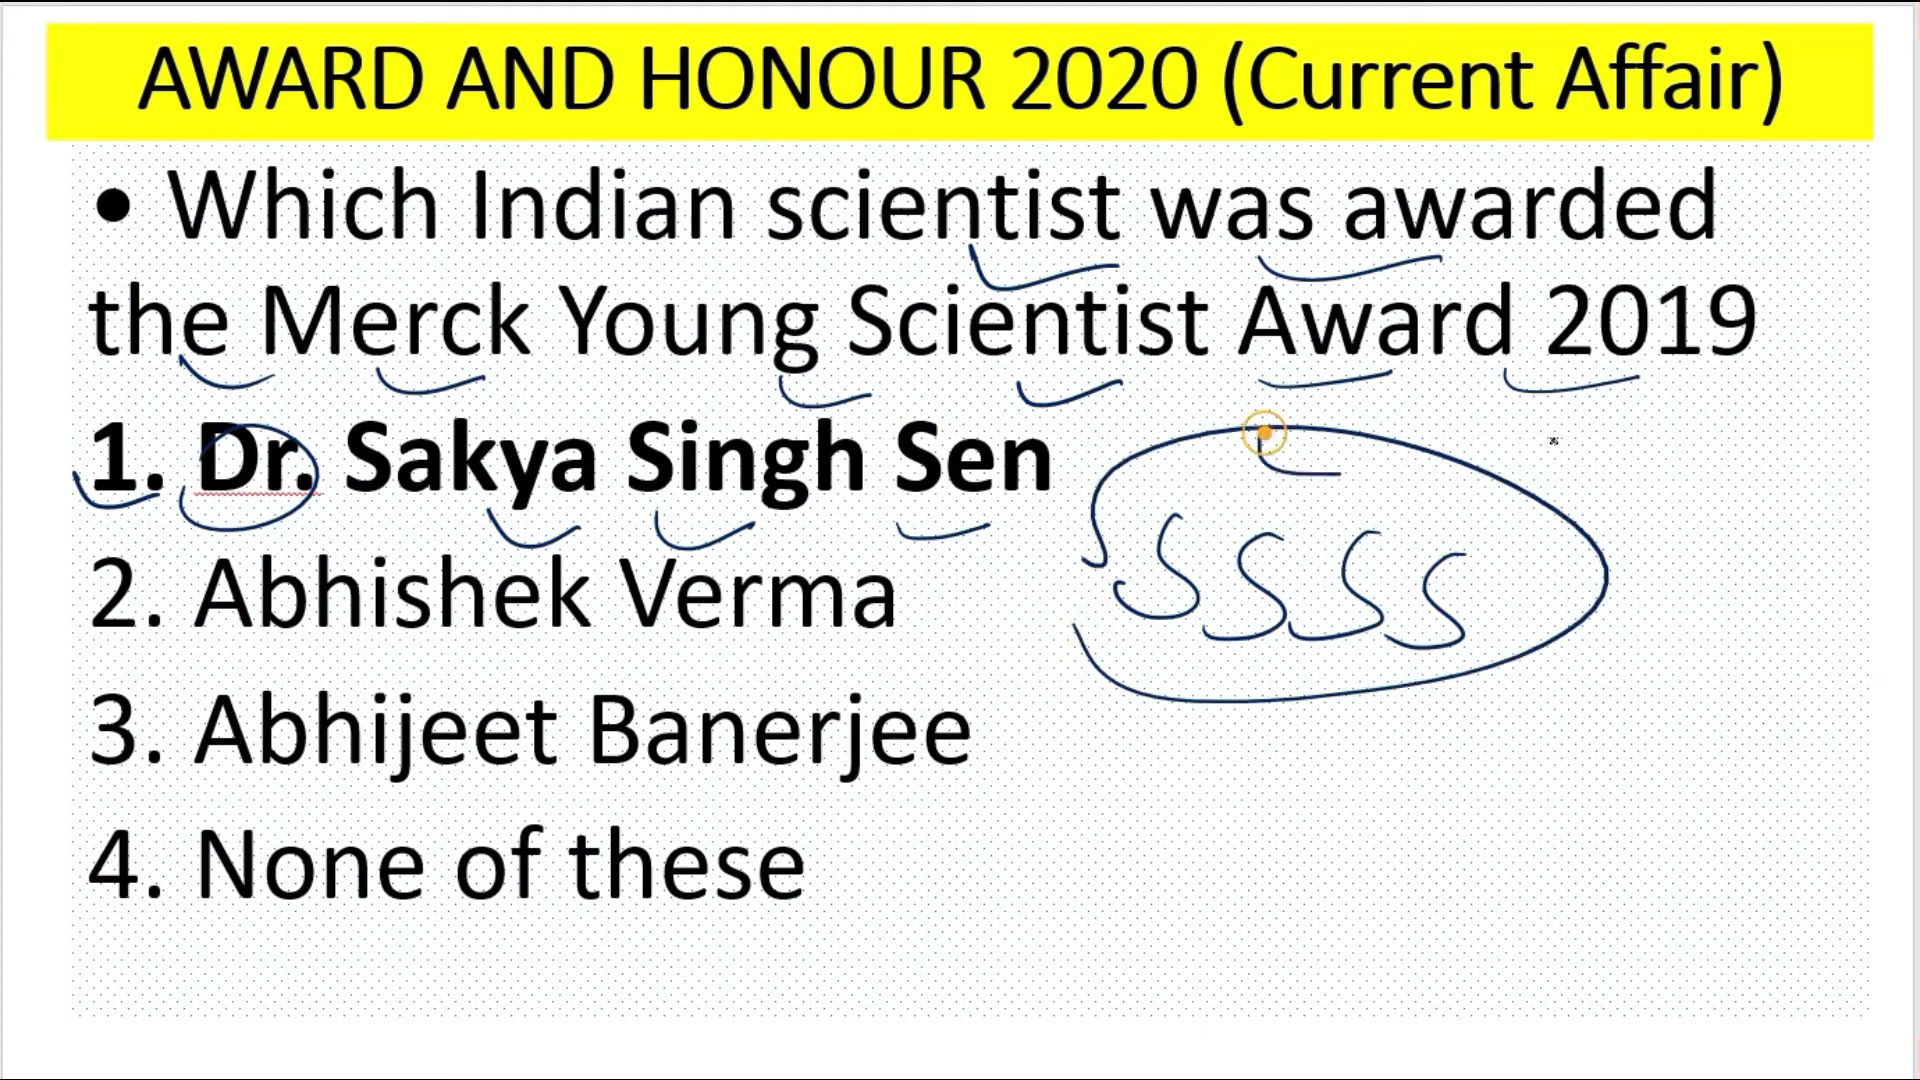 AWARD AND HONOUR 2020 (Current Affair)
• Which Indian scientist was awarded
the Merck Young Scientist Award 2019
1. Dr. Sakya Singh Sen
2. Abhishek Verma
3. Abhijeet Banerjee
4. None of these
S S S S